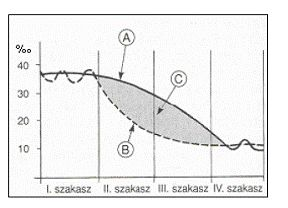 ‰
A
40
C
30
20
B
10
I. szakasz II. szakasz III. szakasz IV. szakasz